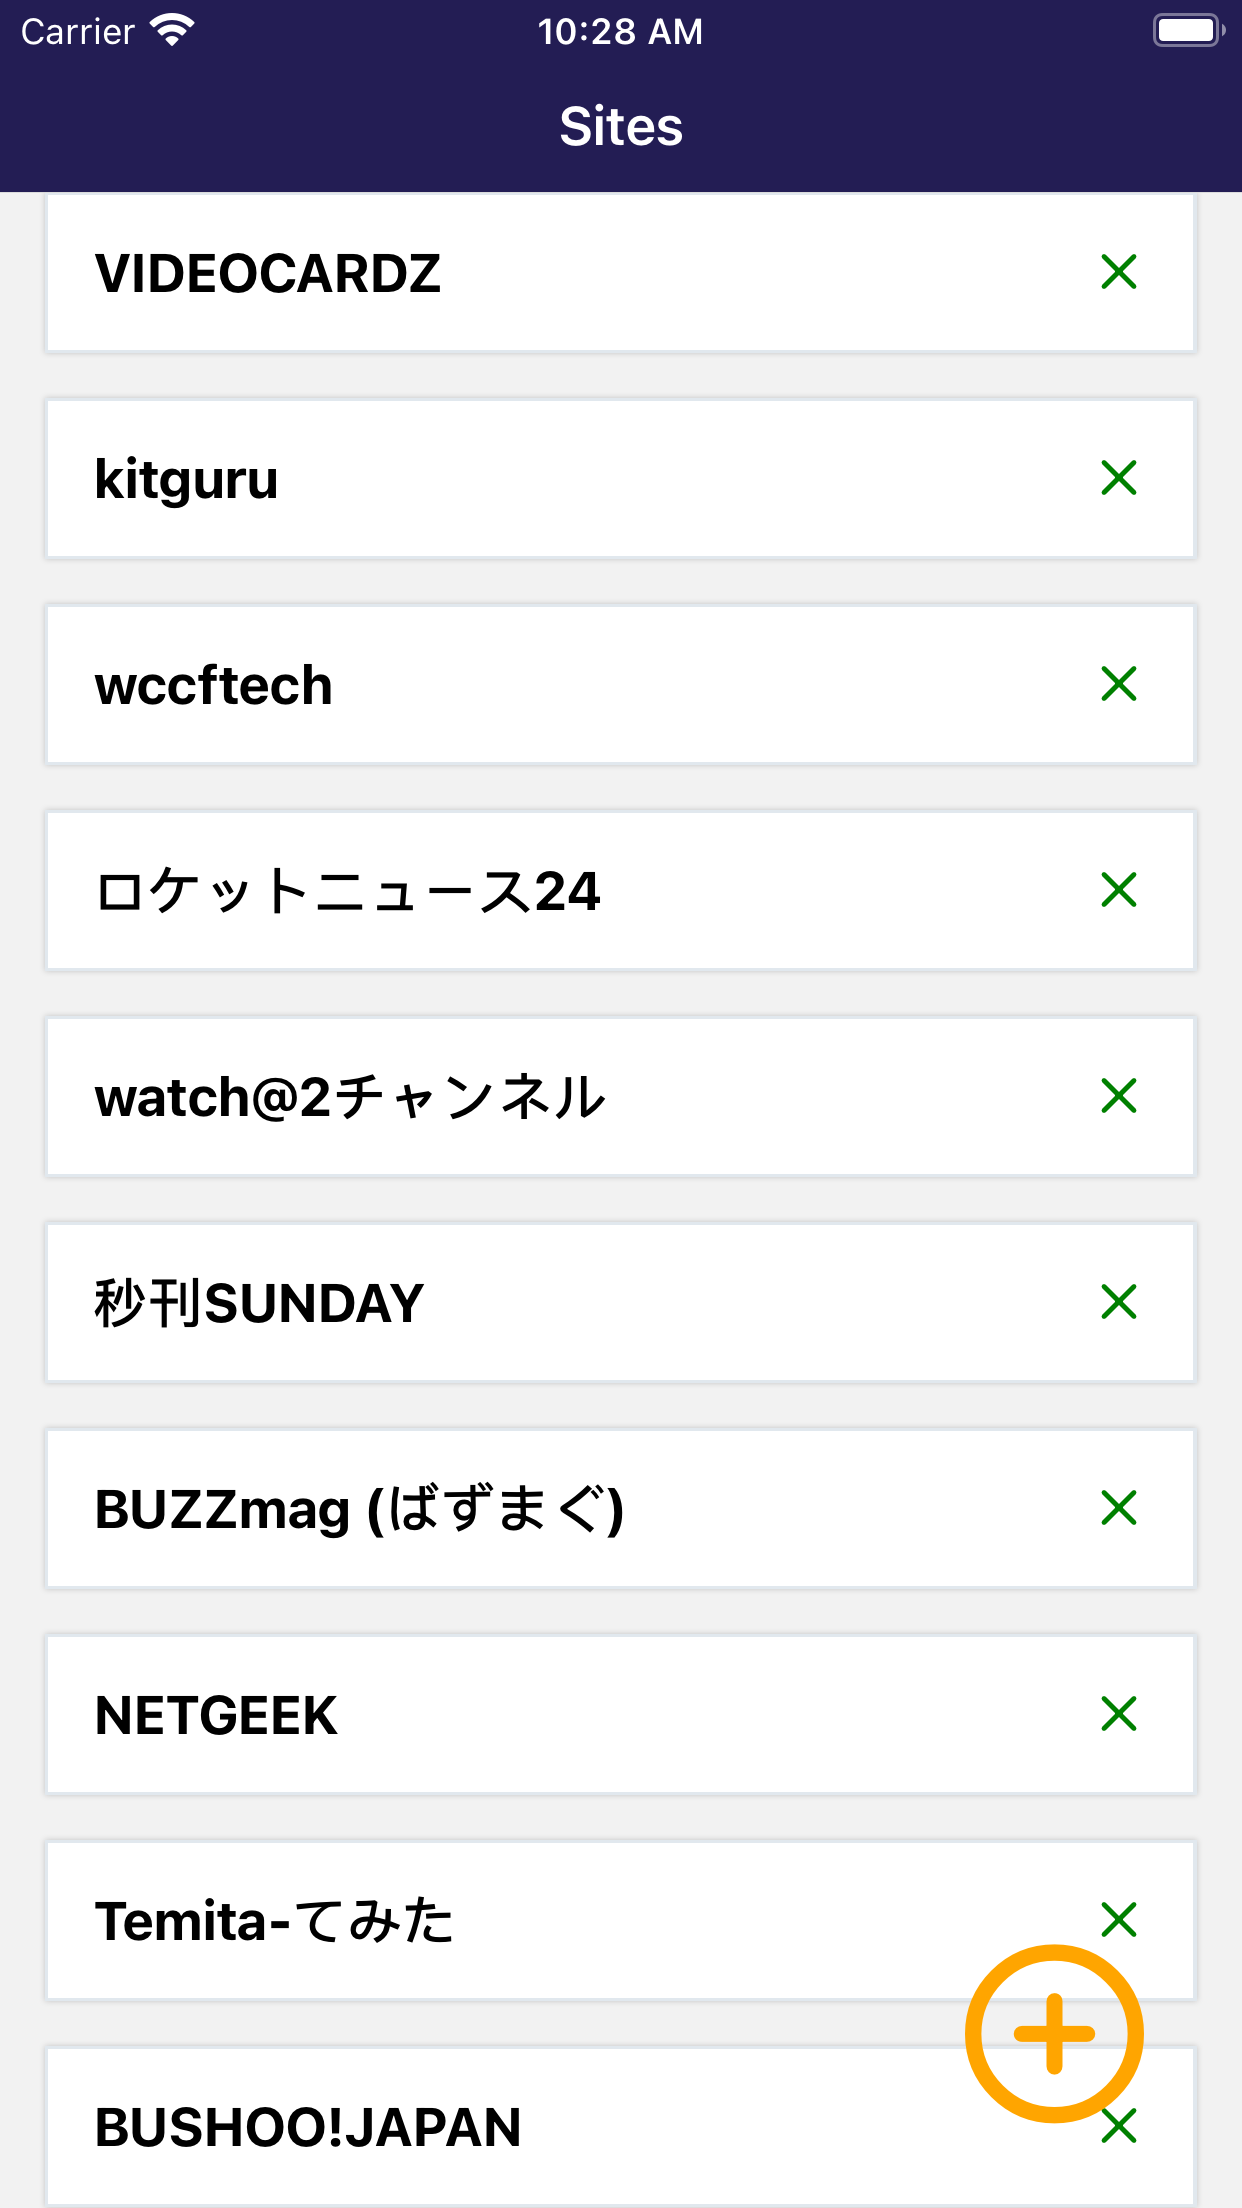 Carrier 10:28 AM
Sites
VIDEOCARDZ
kitguru
wccftech
ロケットニュース24
watch@2チャンネル
秒刊SUNDAY
BUZZmag (ばずまぐ)
NETGEEK
Temita-てみた
BUSHOO!JAPAN